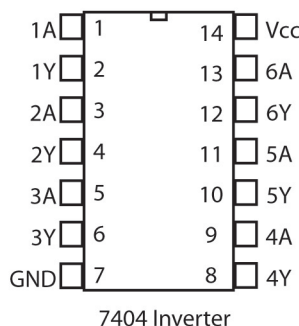 1A 1 14 Vcc
1Y 2 13 6A
2A 3 12 6Y
2Y 4 11 5A
3A 5 10 5Y
3Y 6 9 4A
GND 7 8 4Y
7404 Inverter